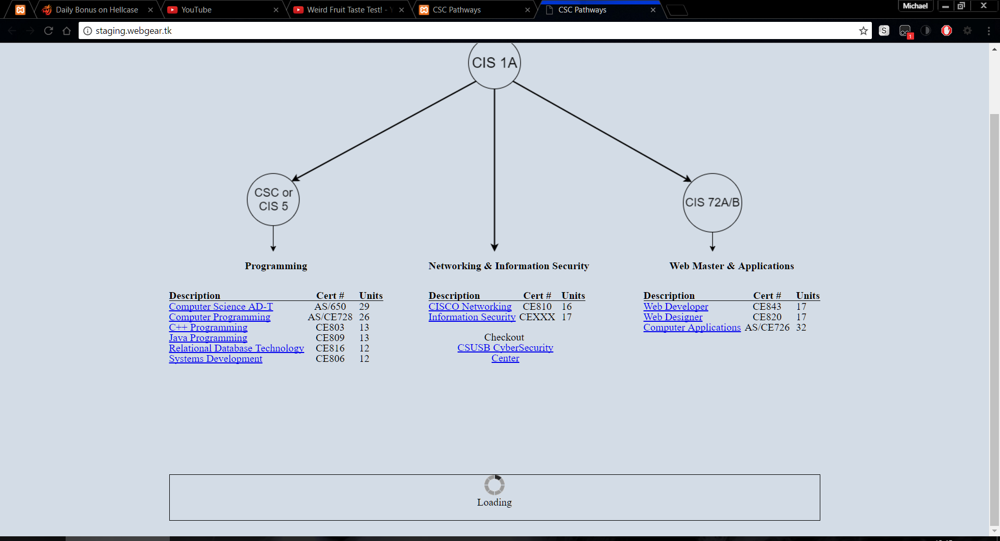 Daily Bonus on Hellcase
YouTube
Weird Fruit Taste Test! -
CSC Pathways
CSC Pathways
Michael
staging.webgear.tk
S
1
CIS 1A
CSC or
CIS 5
CIS 72A/B
Programming
Description Cert # Units
Computer Science AD-T AS/650 29
Computer Programming AS/CE728 26
C++ Programming CE803 13
Java Programming CE809 13
Relational Database Technology CE816 12
Systems Development CE806 12
Networking & Information Security
Description Cert # Units
CISCO Networking CE810 16
Information Security CEXXX 17
Checkout
CSUSB CyberSecurity
Center
Web Master & Applications
Description Cert # Units
Web Developer CE843 17
Web Designer CE820 17
Computer Applications AS/CE726 32
Loading